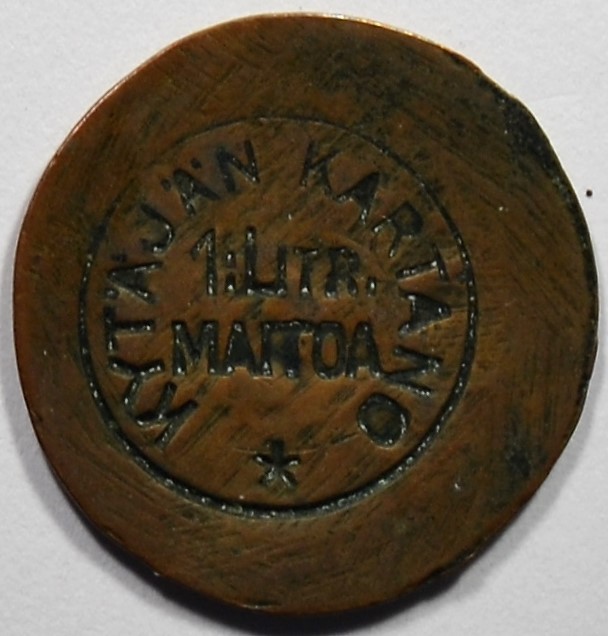 KYTÄJÄN KARTANO
1:LITR.
MAITOA
*